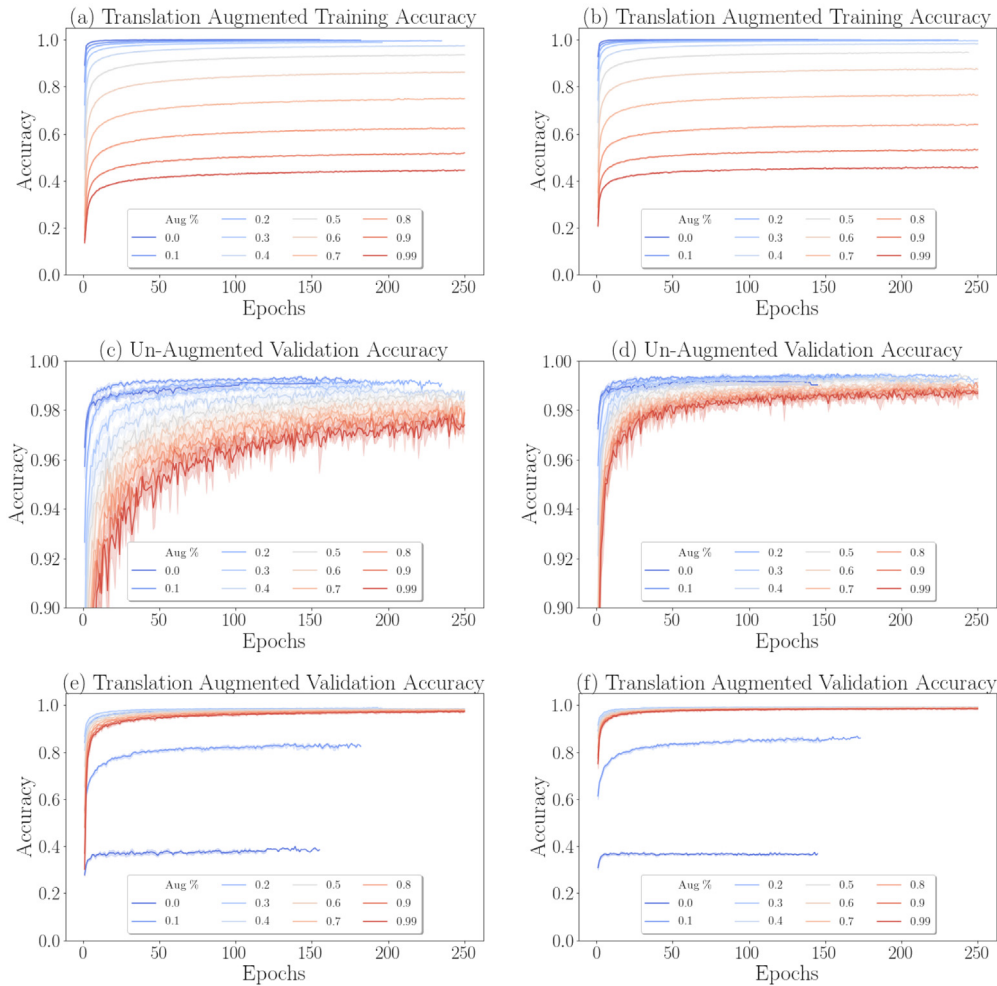 (a) Translation Augmented Training Accuracy
1.0
0.8
0.6
0.4
0.2
0.0
Accuracy
Aug % 0.2 0.5 0.8
0.0 0.3 0.6 0.9
0.1 0.4 0.7 0.99
0 50 100 150 200 250
Epochs
(b) Translation Augmented Training Accuracy
1.0
0.8
0.6
0.4
0.2
0.0
Accuracy
Aug % 0.2 0.5 0.8
0.0 0.3 0.6 0.9
0.1 0.4 0.7 0.99
0 50 100 150 200 250
Epochs
(c) Un-Augmented Validation Accuracy
1.00
0.98
0.96
0.94
0.92
0.90
Accuracy
Aug % 0.2 0.5 0.8
0.0 0.3 0.6 0.9
0.1 0.4 0.7 0.99
0 50 100 150 200 250
Epochs
(d) Un-Augmented Validation Accuracy
1.00
0.98
0.96
0.94
0.92
0.90
Accuracy
Aug % 0.2 0.5 0.8
0.0 0.3 0.6 0.9
0.1 0.4 0.7 0.99
0 50 100 150 200 250
Epochs
(e) Translation Augmented Validation Accuracy
1.0
0.8
0.6
0.4
0.2
0.0
Accuracy
Aug % 0.2 0.5 0.8
0.0 0.3 0.6 0.9
0.1 0.4 0.7 0.99
0 50 100 150 200 250
Epochs
(f) Translation Augmented Validation Accuracy
1.0
0.8
0.6
0.4
0.2
0.0
Accuracy
Aug % 0.2 0.5 0.8
0.0 0.3 0.6 0.9
0.1 0.4 0.7 0.99
0 50 100 150 200 250
Epochs